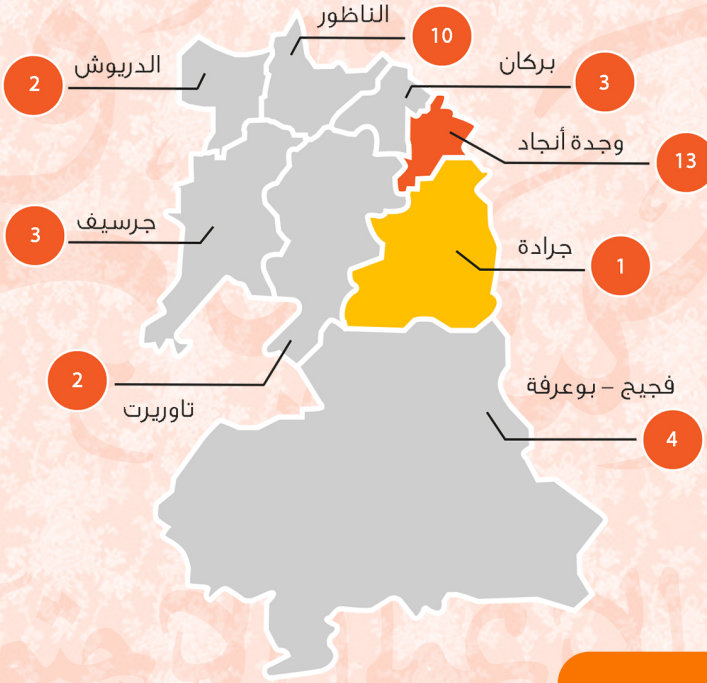 الناظور
10
بركان
3
الدريوش
2
وجدة أنجاد
13
جرسيف
3
جرادة
1
تاوريرت
2
فجيج – بوعرفة
4